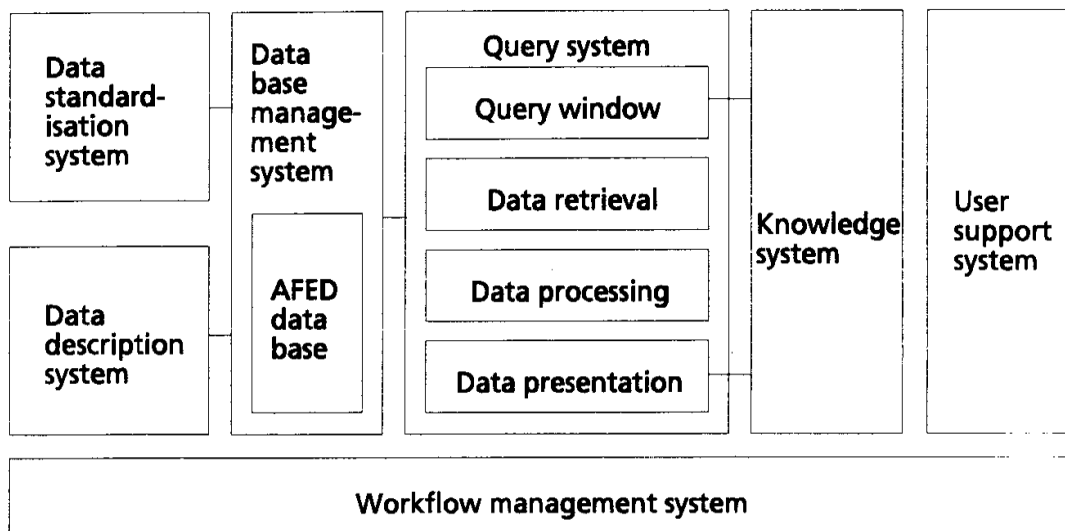 Data
standard-
isation
system
Data
description
system
Data
base
manage-
ment
system
AFED
data
base
Query system
Query window
Data retrieval
Data processing
Data presentation
Knowledge
system
User
support
system
Workflow management system